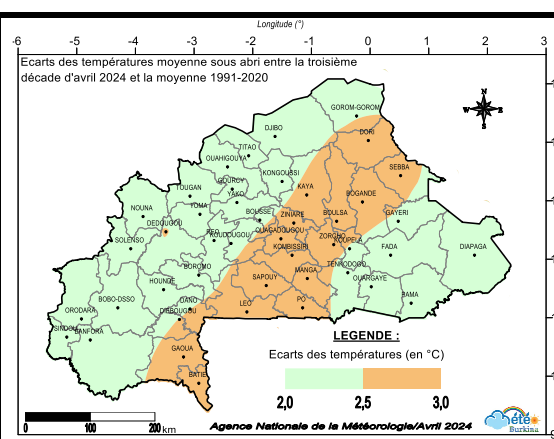 Longitude (°)
-6 -5 -4 -3 -2 -1 0 1 2 3
Ecarts des températures moyenne sous abri entre la troisième
décade d'avril 2024 et la moyenne 1991-2020
GOROM-GOROM
DJIBO
DORI
N
W E
S
TITAO
OUAHIGOUYA
SEBBA
KONGOUSSI
GOURCY
TOUGAN
KAYA
YAKO
BOGANDE
NOUNA
TOMA
BOUSSE
ZINIARE
BOULSA
GAYERI
DEDOUGOU
OUAGADOUGOU
REO
KOUDOUGOU
ZORGHO
KOUPELA
SOLENSO
KOMBISSIRI
FADA
DIAPAGA
BOROMO
TENKODOGO
MANGA
HOUNDE
SAPOUY
OUARGAYE
BOBO-DSSO
DANO
PO
PAMA
ORODARA
DIEBOUGOU
LEO
SINDOU
BANFORA
GAOUA
BATIE
LEGENDE :
Ecarts des températures (en °C)
2,0 2,5 3,0
0 100 200 km
Agence Nationale de la Météorologie/Avril 2024
météo
Burkina